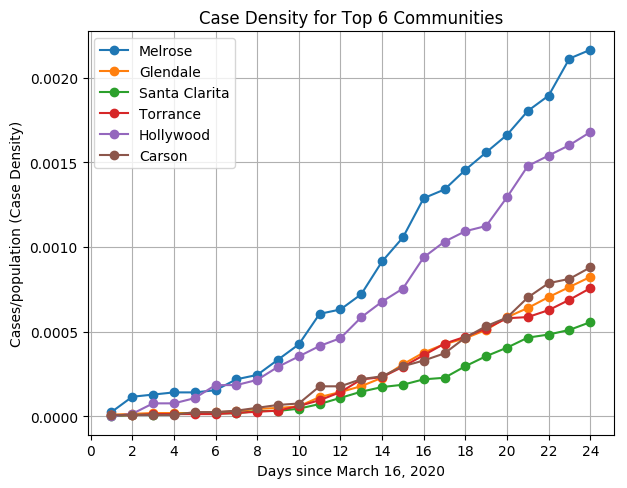 Case Density for Top 6 Communities
Melrose
Glendale
Santa Clarita
Torrance
Hollywood
Carson
Cases/population (Case Density)
0.0020
0.0015
0.0010
0.0005
0.0000
0 2 4 6 8 10 12 14 16 18 20 22 24
Days since March 16, 2020